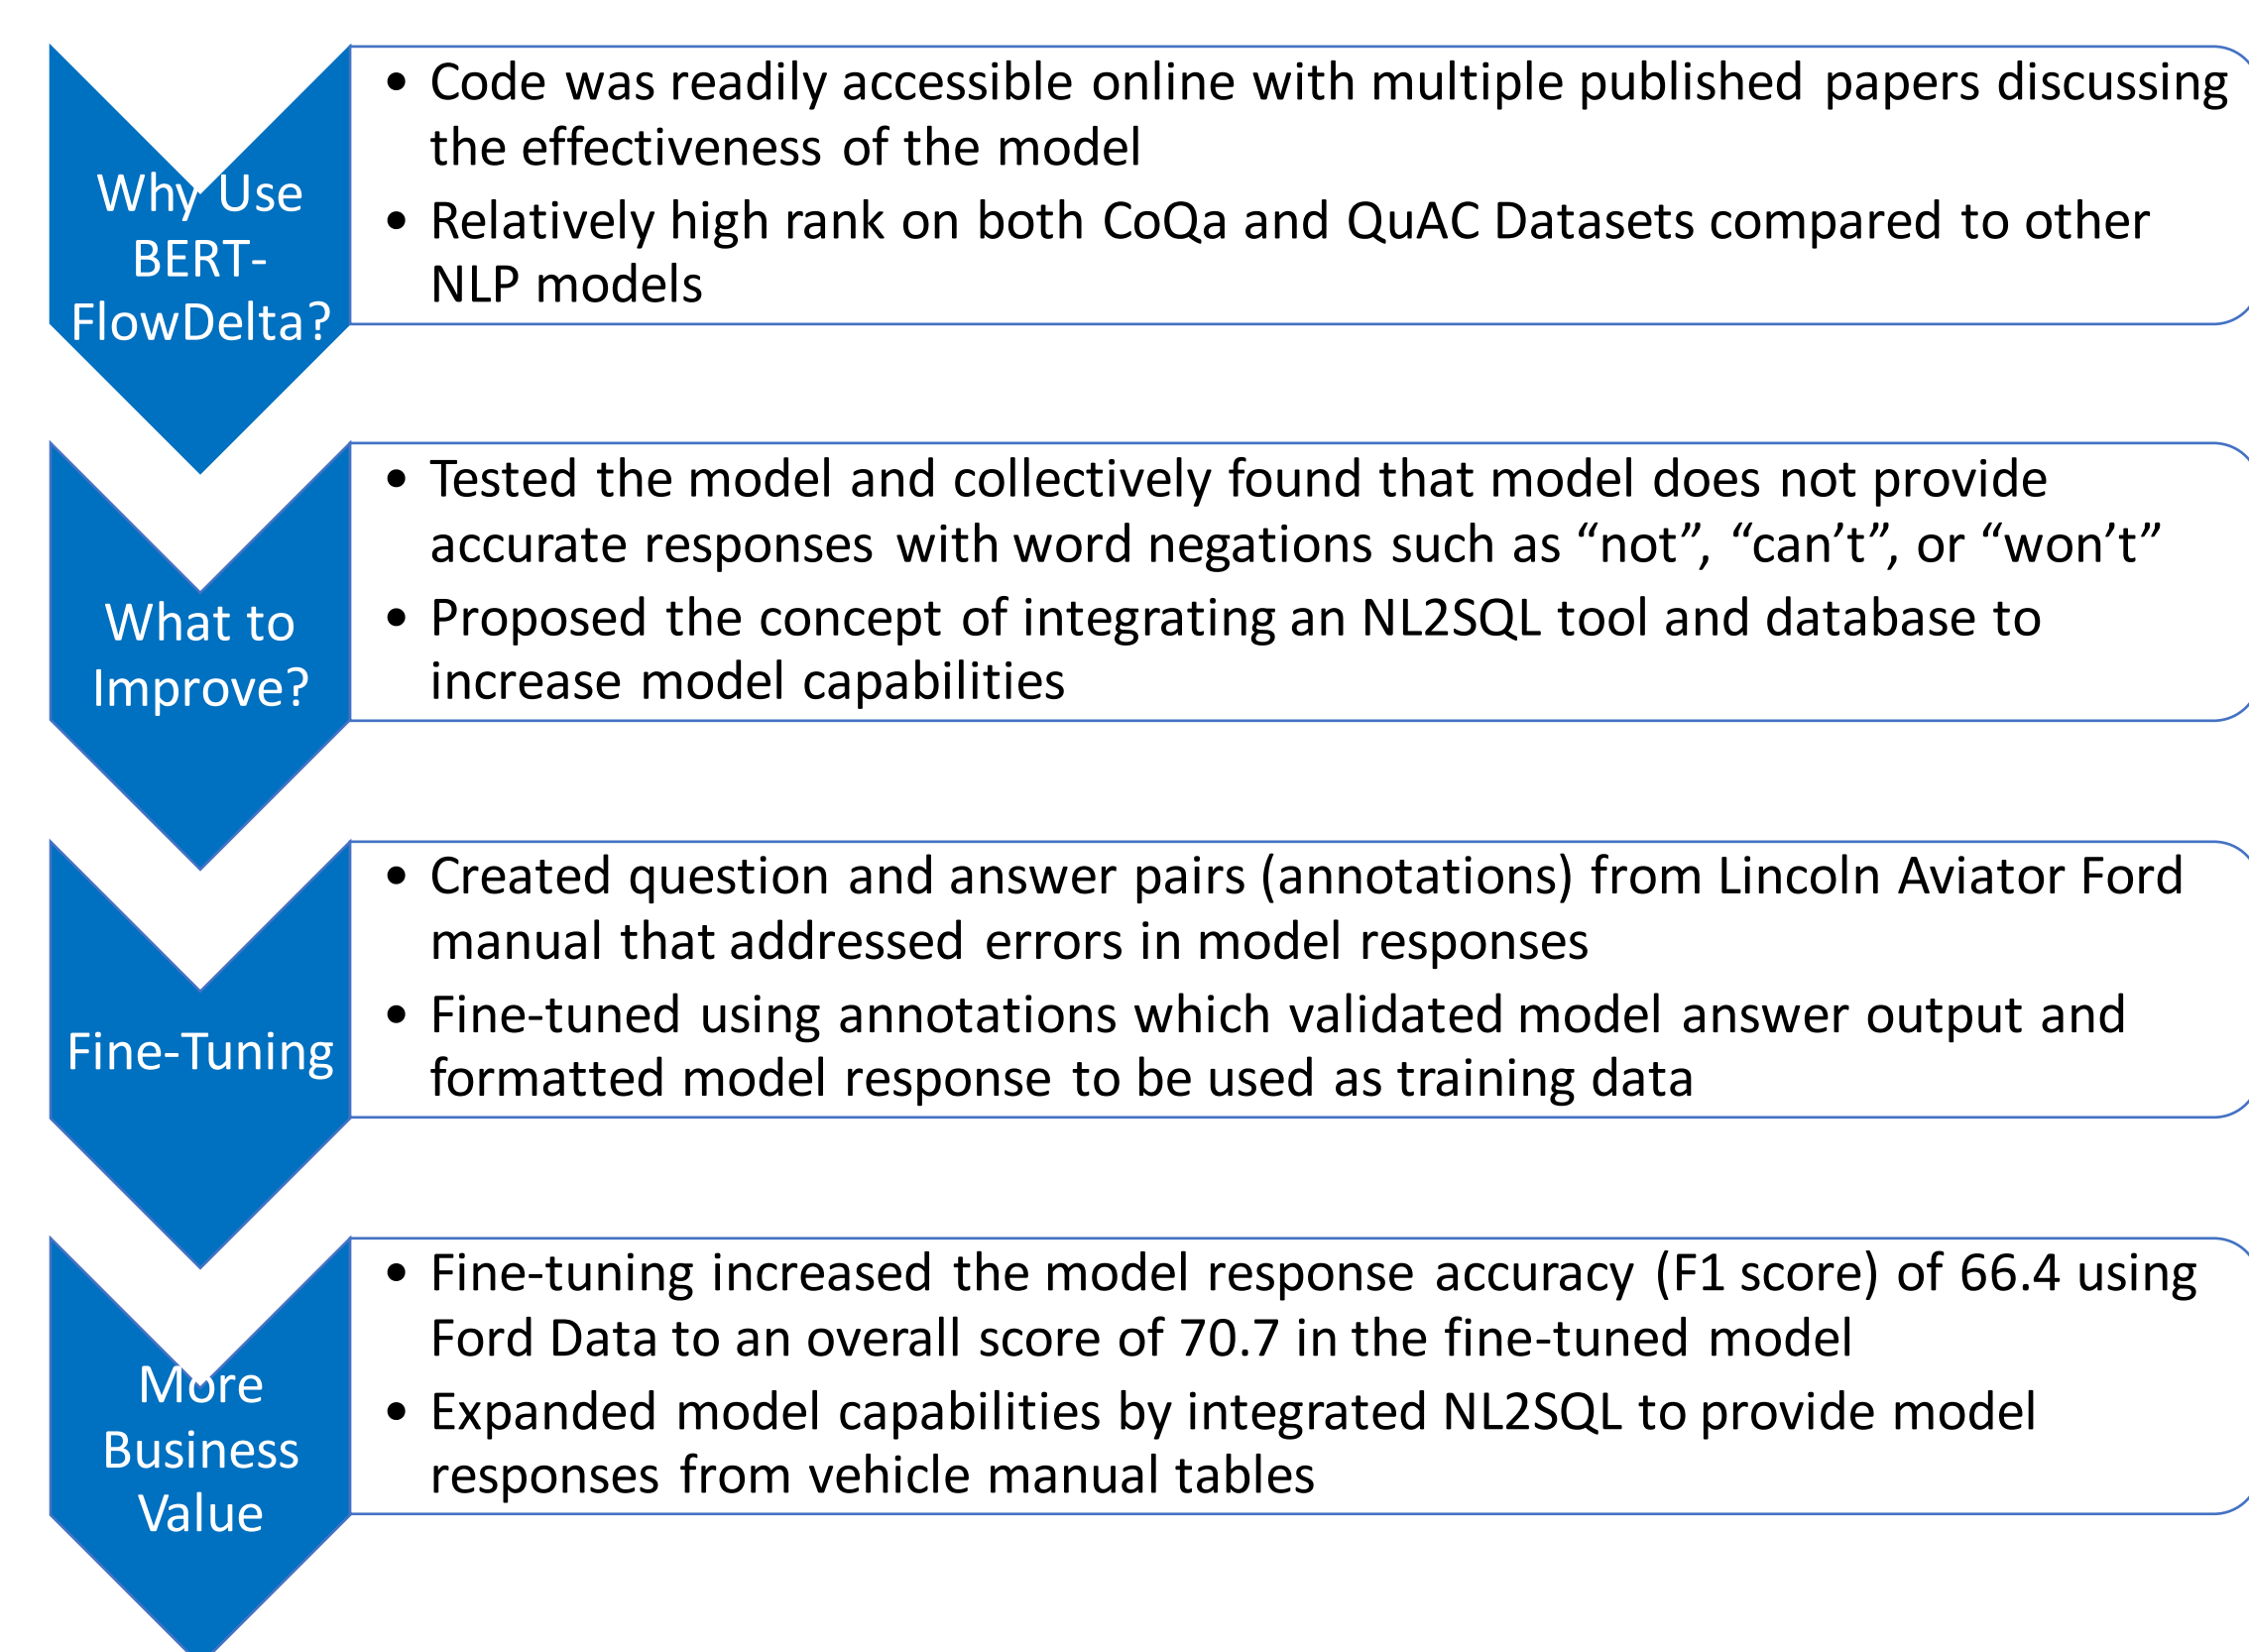 Why Use
BERT-
FlowDelta?
• Code was readily accessible online with multiple published papers discussing
the effectiveness of the model
• Relatively high rank on both CoQa and QuAC Datasets compared to other
NLP models
What to
Improve?
• Tested the model and collectively found that model does not provide
accurate responses with word negations such as “not”, “can’t”, or “won’t”
• Proposed the concept of integrating an NL2SQL tool and database to
increase model capabilities
Fine-Tuning
• Created question and answer pairs (annotations) from Lincoln Aviator Ford
manual that addressed errors in model responses
• Fine-tuned using annotations which validated model answer output and
formatted model response to be used as training data
More
Business
Value
• Fine-tuning increased the model response accuracy (F1 score) of 66.4 using
Ford Data to an overall score of 70.7 in the fine-tuned model
• Expanded model capabilities by integrated NL2SQL to provide model
responses from vehicle manual tables